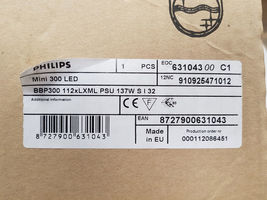 PHILIPS
Mini 300 LED
1 PCS
EOC 631043 00 C1
12NC 910925471012
BBP300 112xLXML PSU 137W S I 32
Additional information
EAN 8727900631043
Made in EU
Production order nr
000112086451
8 727900 631043